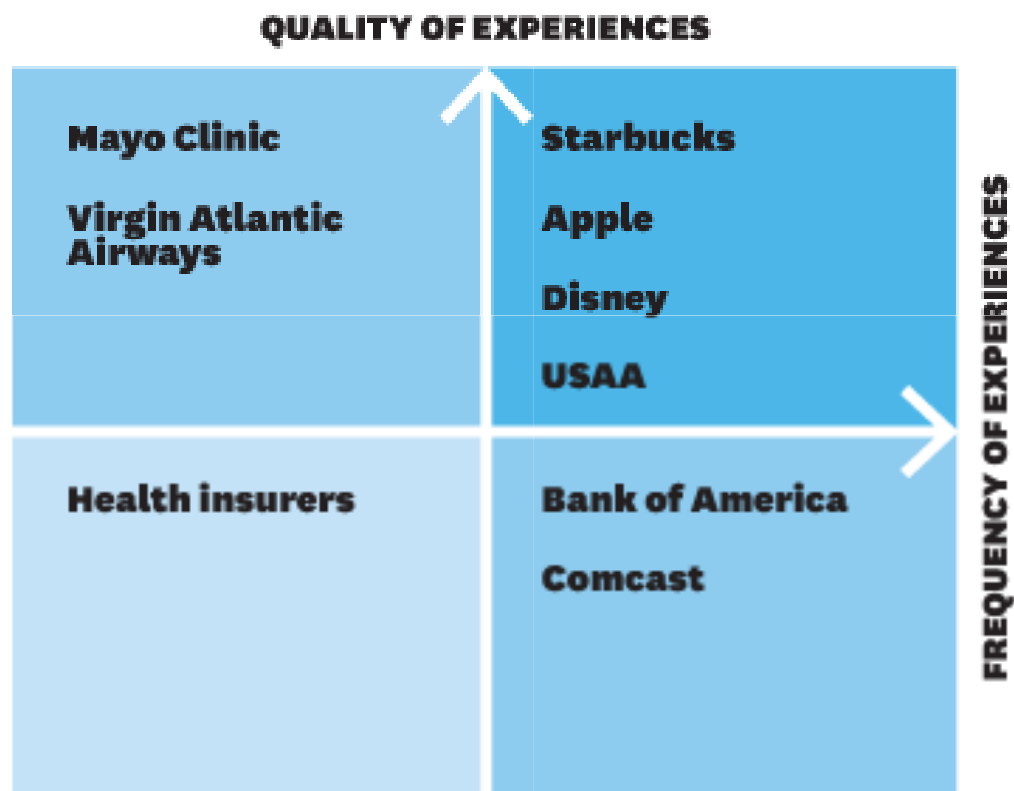 QUALITY OF EXPERIENCES
Mayo Clinic
Virgin Atlantic
Airways
Starbucks
Apple
Disney
USAA
Health insurers
Bank of America
Comcast
FREQUENCY OF EXPERIENCES